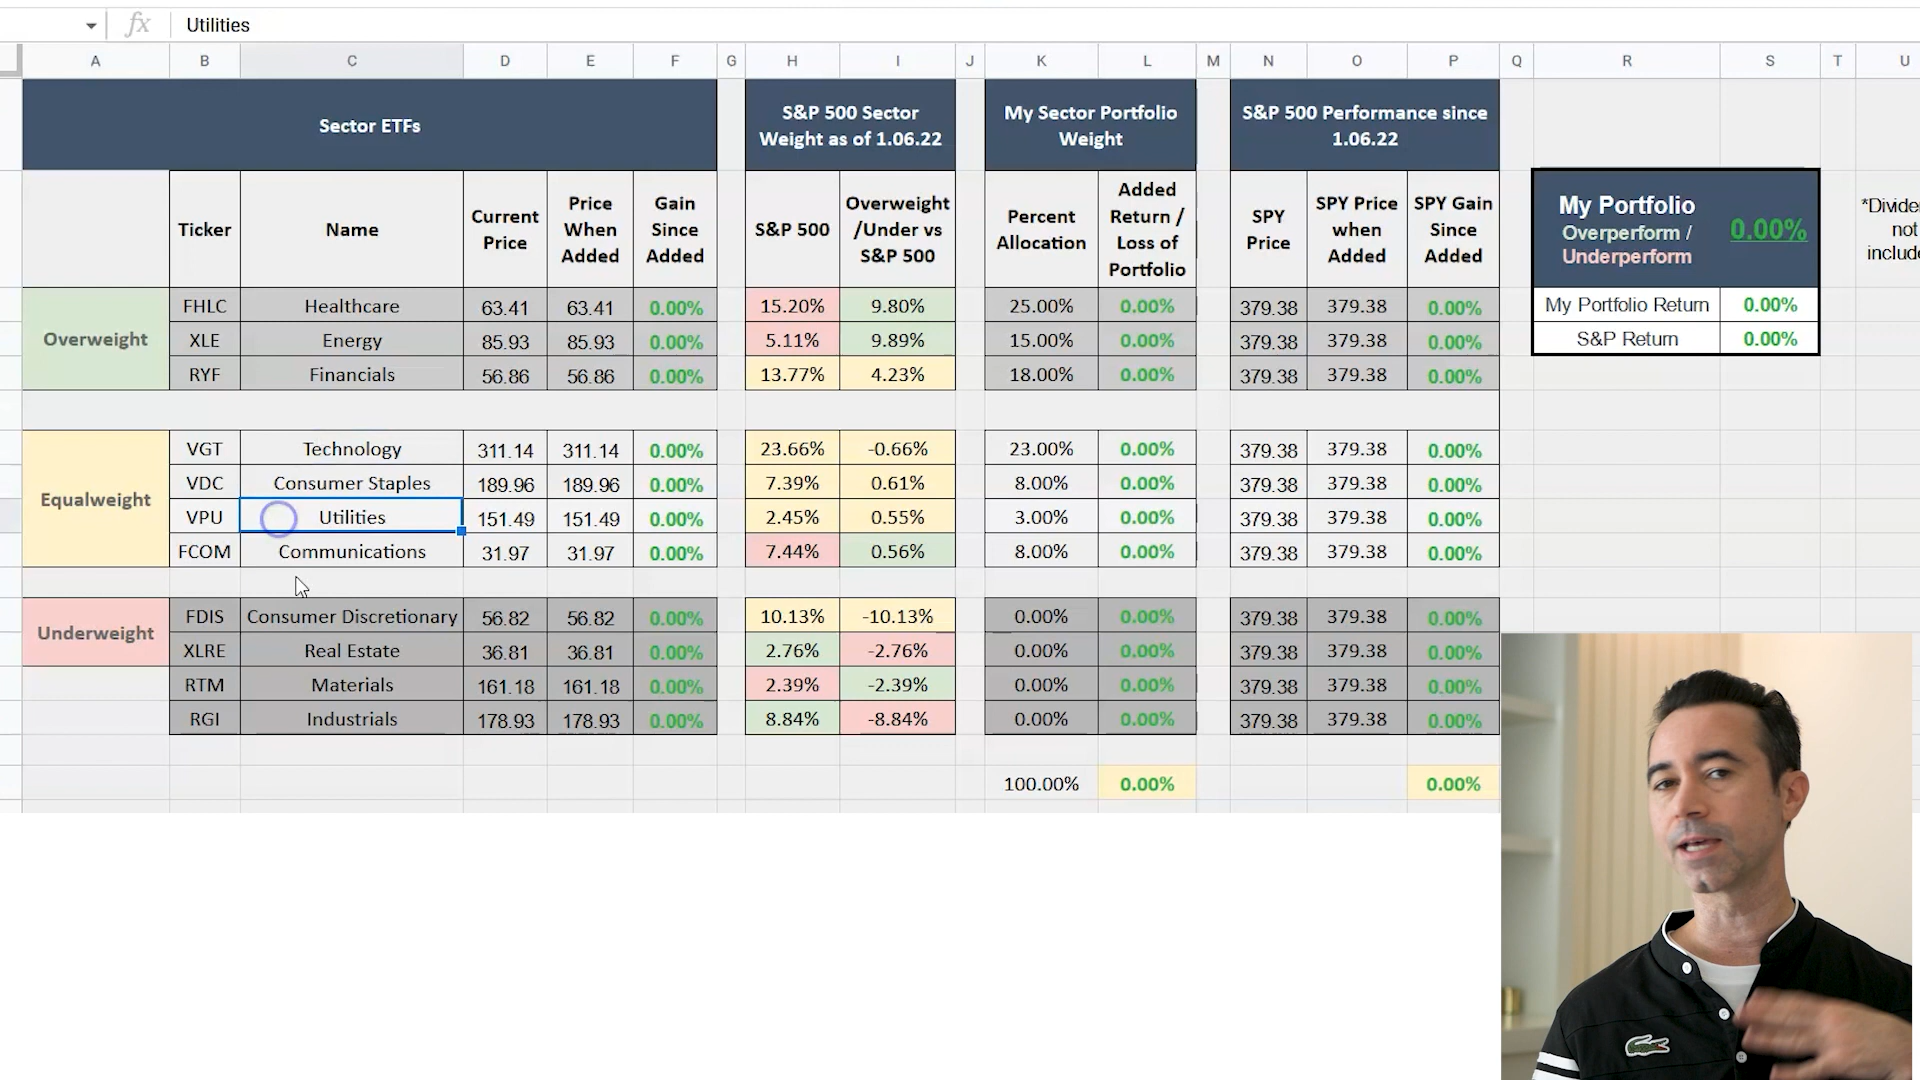 fx Utilities
A B C D E F G H I J K L M N O P Q R S T U
Sector ETFs
S&P 500 Sector
Weight as of 1.06.22
My Sector Portfolio
Weight
S&P 500 Performance since
1.06.22
Ticker
Name
Current
Price
Price
When
Added
Gain
Since
Added
S&P 500
Overweight
/Under vs
S&P 500
Percent
Allocation
Added
Return /
Loss of
Portfolio
SPY
Price
SPY Price
when
Added
SPY Gain
Since
Added
My Portfolio
Overperform /
Underperform
0.00%
*Divide
not
include
My Portfolio Return 0.00%
S&P Return 0.00%
Overweight
FHLC Healthcare 63.41 63.41 0.00% 15.20% 9.80% 25.00% 0.00% 379.38 379.38 0.00%
XLE Energy 85.93 85.93 0.00% 5.11% 9.89% 15.00% 0.00% 379.38 379.38 0.00%
RYF Financials 56.86 56.86 0.00% 13.77% 4.23% 18.00% 0.00% 379.38 379.38 0.00%
Equalweight
VGT Technology 311.14 311.14 0.00% 23.66% -0.66% 23.00% 0.00% 379.38 379.38 0.00%
VDC Consumer Staples 189.96 189.96 0.00% 7.39% 0.61% 8.00% 0.00% 379.38 379.38 0.00%
VPU Utilities 151.49 151.49 0.00% 2.45% 0.55% 3.00% 0.00% 379.38 379.38 0.00%
FCOM Communications 31.97 31.97 0.00% 7.44% 0.56% 8.00% 0.00% 379.38 379.38 0.00%
Underweight
FDIS Consumer Discretionary 56.82 56.82 0.00% 10.13% -10.13% 0.00% 0.00% 379.38 379.38 0.00%
XLRE Real Estate 36.81 36.81 0.00% 2.76% -2.76% 0.00% 0.00% 379.38 379.38 0.00%
RTM Materials 161.18 161.18 0.00% 2.39% -2.39% 0.00% 0.00% 379.38 379.38 0.00%
RGI Industrials 178.93 178.93 0.00% 8.84% -8.84% 0.00% 0.00% 379.38 379.38 0.00%
100.00% 0.00% 0.00%